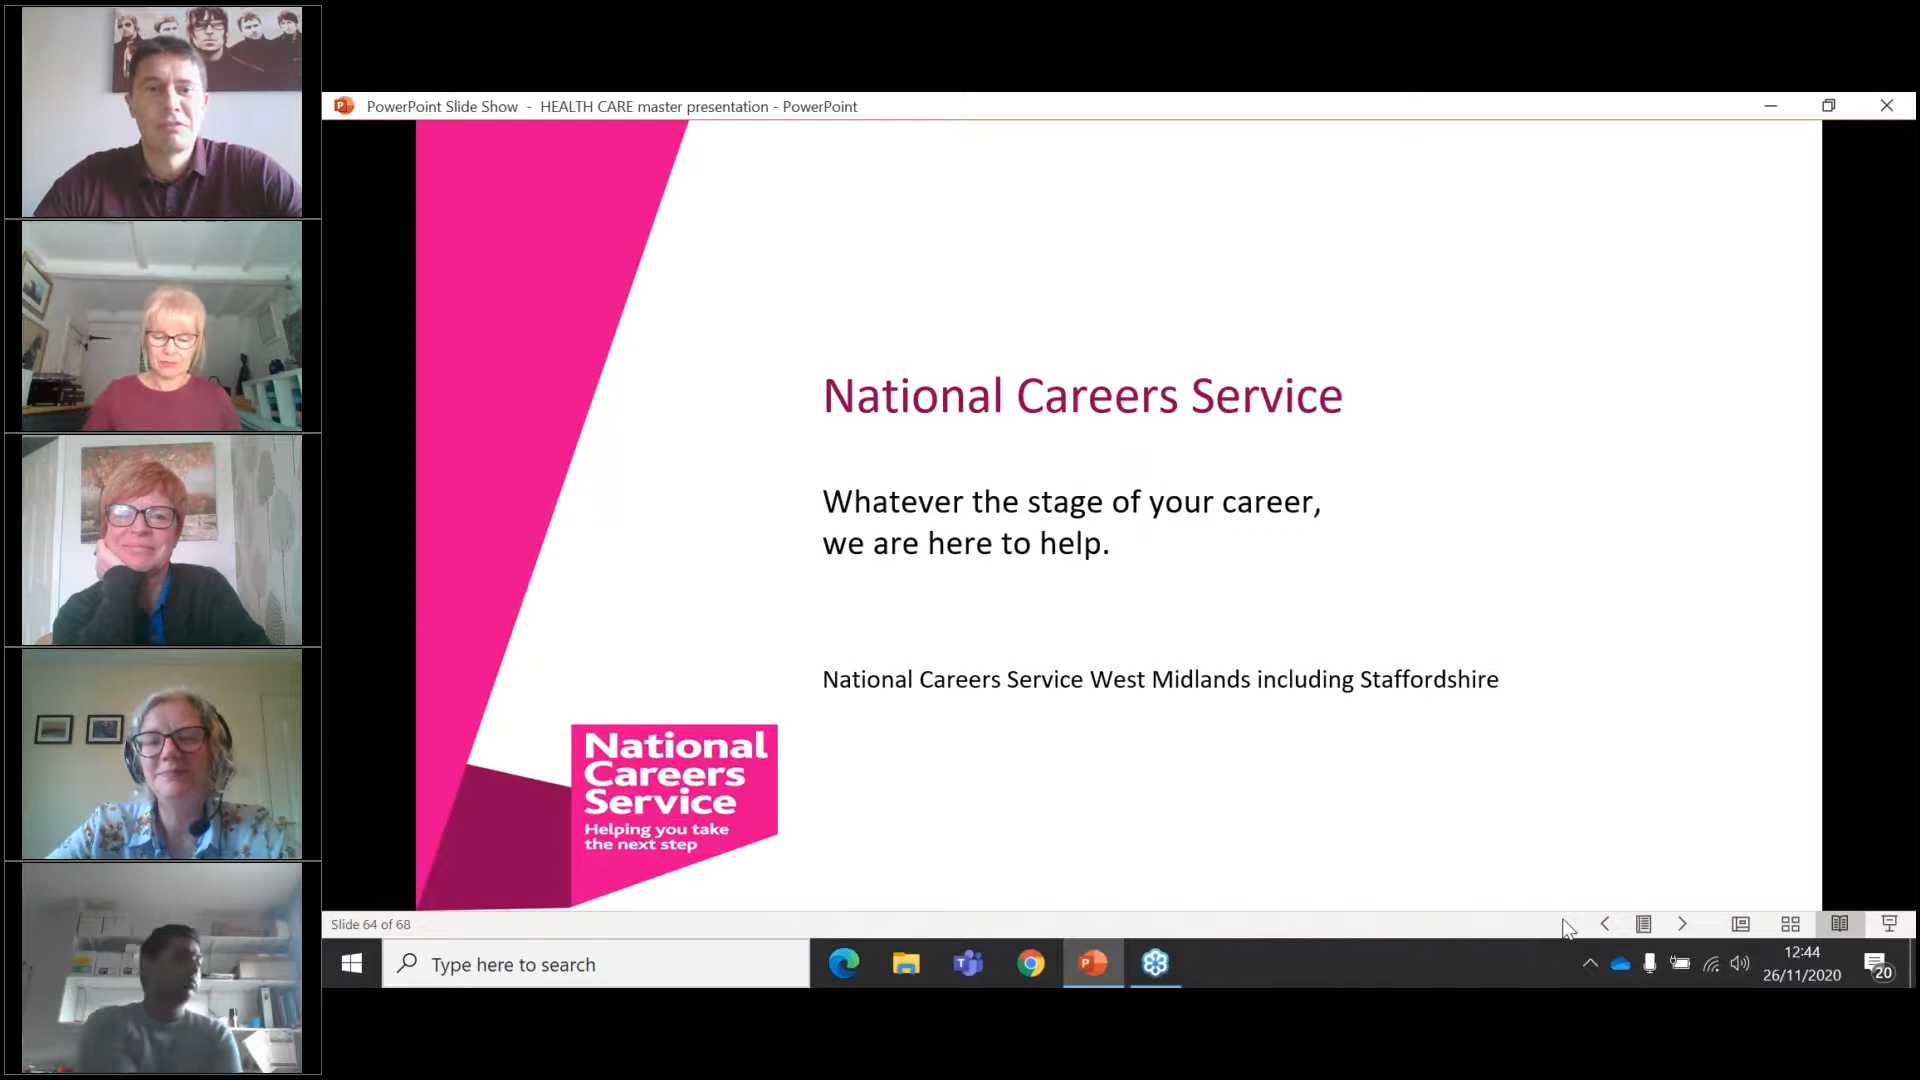 PowerPoint Slide Show - HEALTH CARE master presentation - PowerPoint
National Careers Service
Whatever the stage of your career,
we are here to help.
National Careers Service West Midlands including Staffordshire
National
Careers
Service
Helping you take
the next step
Slide 64 of 68
Type here to search
12:44
26/11/2020
20